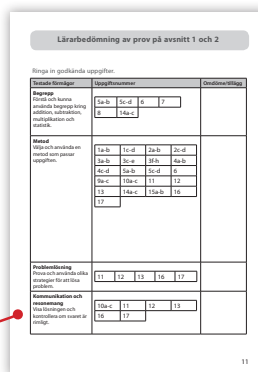 Lärarbedömning av prov på avsnitt 1 och 2
Ringa in godkända uppgifter.
Testade förmågor Uppgiftsnummer Omdöme/tillägg
Begrepp
Förstå och kunna
använda begrepp kring
addition, subtraktion,
multiplikation och
statistik.
5a-b 5c-d 6 7
8 14a-c
Metod
Välja och använda en
metod som passar
uppgiften.
1a-b 1c-d 2a-b 2c-d
3a-b 3c-e 3f-h 4a-b
4c-d 5a-b 5c-d 6
9a-c 10a-c 11 12
13 14a-c 15a-b 16
17
Problemlösning
Prova och använda olika
strategier för att lösa
problem.
11 12 13 16 17
Kommunikation och
resonemang
Visa lösningen och
kontrollera om svaret är
rimligt.
10a-c 11 12 13
16 17
11